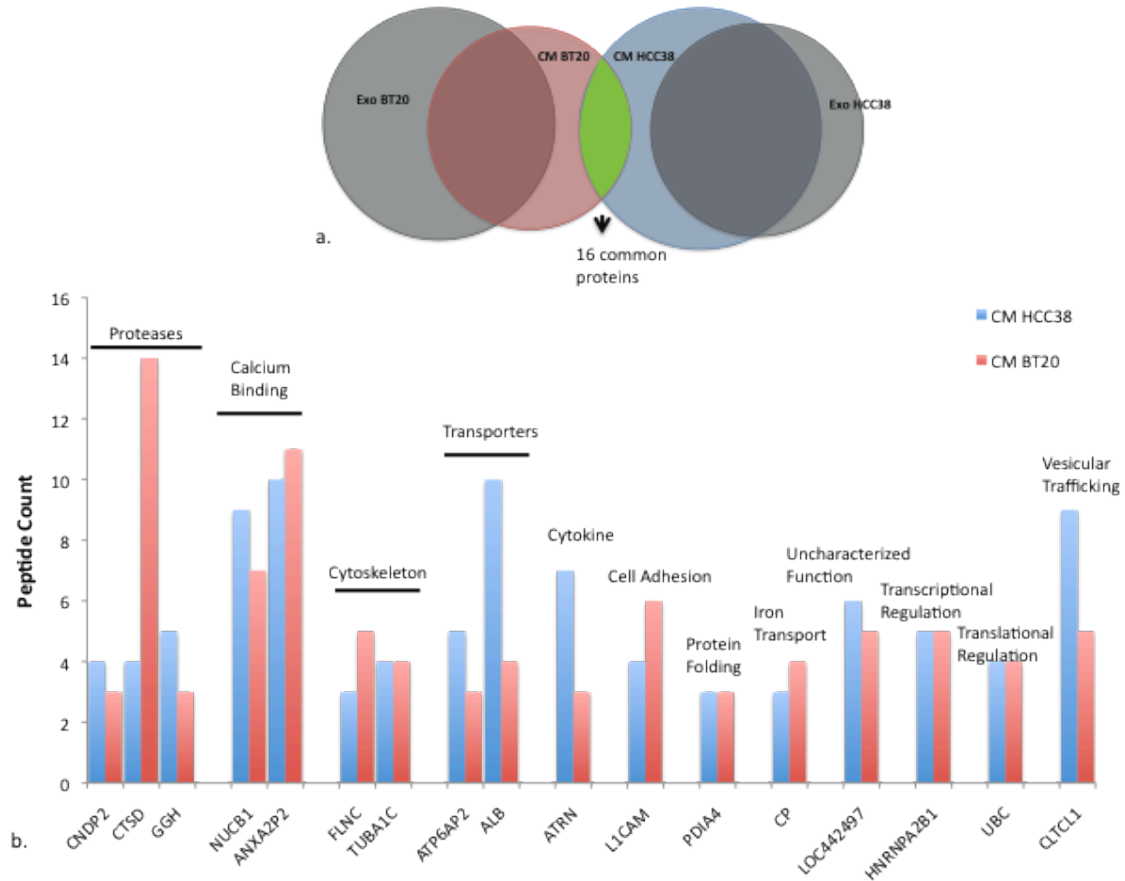 CM BT20
CM HCC38
Exo BT20
Exo HCC38
a.
16 common
proteins
16
14
12
10
8
6
4
2
0
Peptide Count
CM HCC38
CM BT20
Proteases
Calcium
Binding
Cytoskeleton
Transporters
Cytokine
Cell Adhesion
Protein
Folding
Iron
Transport
Uncharacterized
Function
Transcriptional
Regulation
Translational
Regulation
Vesicular
Trafficking
CNDP2
CTSD
GGH
NUCB1
ANXA2P2
FLNC
TUBA1C
ATP6AP2
ALB
ATRN
L1CAM
PDIA4
CP
LOC442497
HNRNPA2B1
UBC
CLTCL1
b.